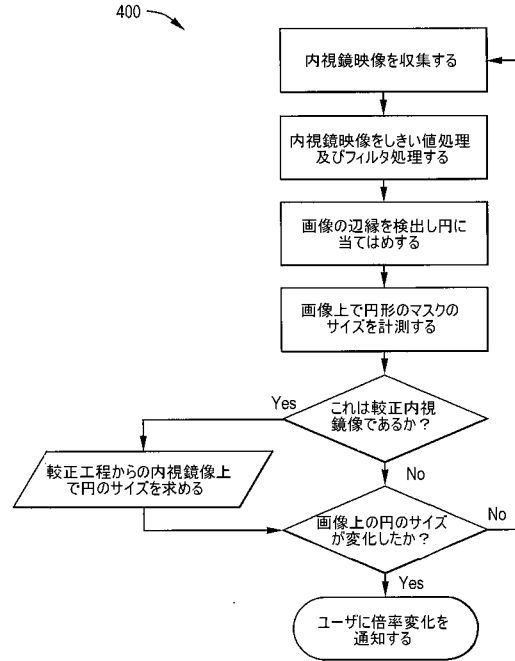 400
内視鏡映像を収集する
内視鏡映像をしきい値処理
及びフィルタ処理する
画像の辺縁を検出し円に
当てはめする
画像上で円形のマスクの
サイズを計測する
これは較正内視
鏡像であるか?
Yes
No
較正工程からの内視鏡像上
で円のサイズを求める
画像上の円のサイズ
が変化したか?
No
Yes
ユーザに倍率変化を
通知する